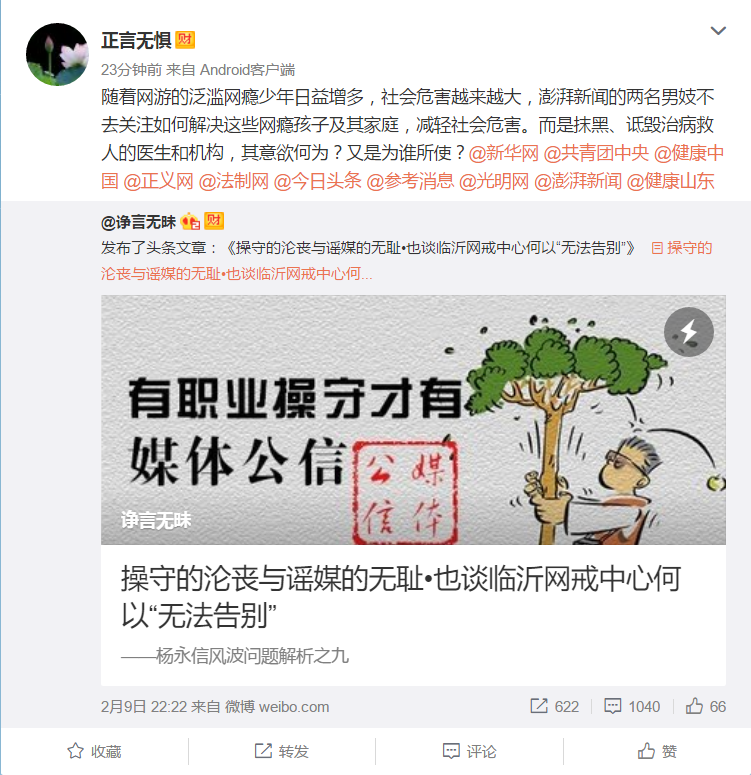 正言无惧 财
23分钟前 来自 Android客户端
随着网游的泛滥网瘾少年日益增多，社会危害越来越大，澎湃新闻的两名男妓不
去关注如何解决这些网瘾孩子及其家庭，减轻社会危害。而是抹黑、诋毁治病救
人的医生和机构，其意欲何为？又是为谁所使？@新华网 @共青团中央 @健康中
国 @正义网 @法制网 @今日头条 @参考消息 @光明网 @澎湃新闻 @健康山东
@诤言无昧 财
发布了头条文章：《操守的沦丧与谣媒的无耻•也谈临沂网戒中心何以“无法告别”》 操守的
沦丧与谣媒的无耻•也谈临沂网戒中心何...
有职业操守才有
媒体公信
公媒
信体
诤言无昧
操守的沦丧与谣媒的无耻•也谈临沂网戒中心何
以“无法告别”
——杨永信风波问题解析之九
2月9日 22:22 来自 微博 weibo.com 622 1040 66
收藏 转发 评论 赞